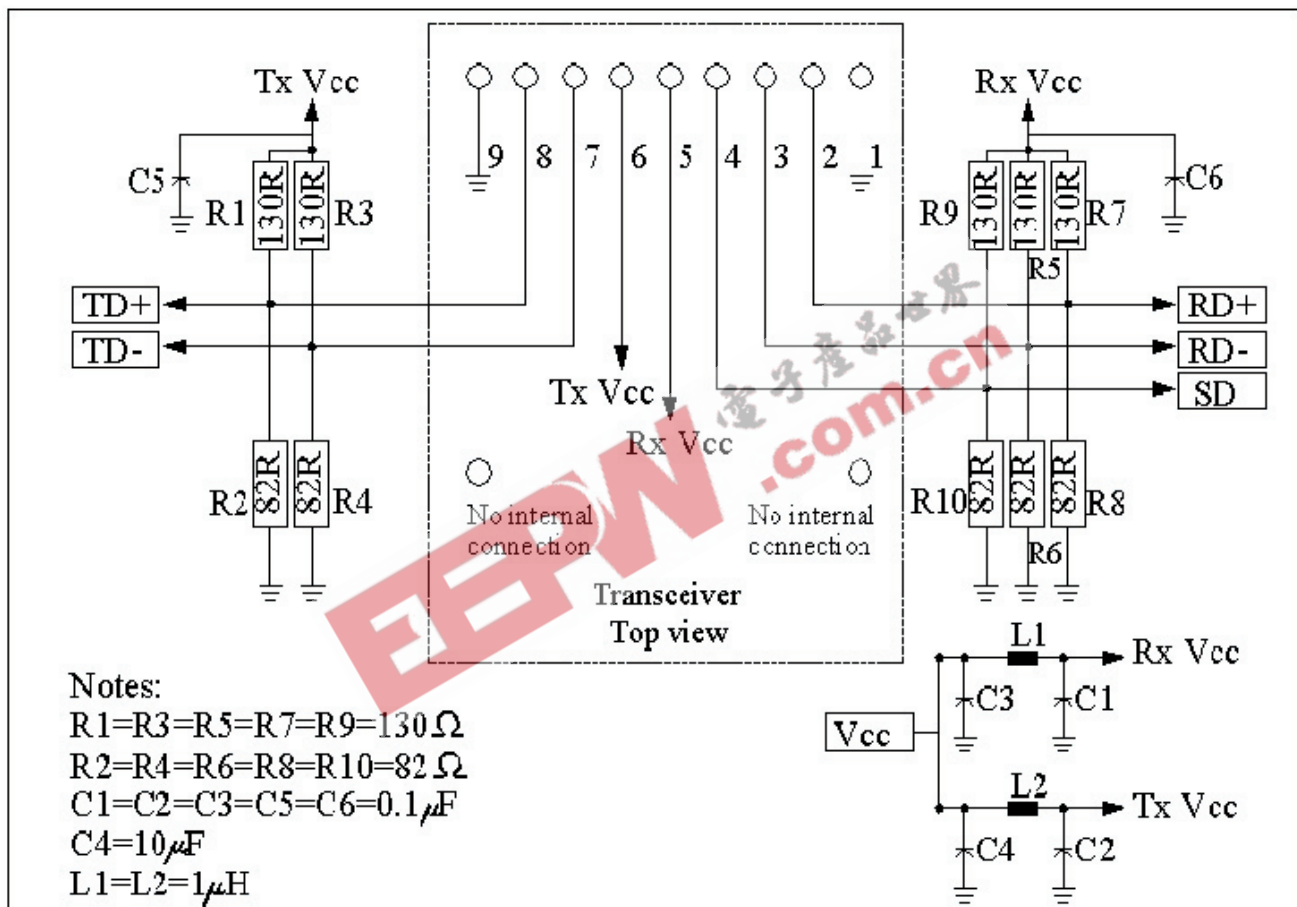 Tx Vcc
Rx Vcc
9 8 7 6 5 4 3 2 1
C5
R1
130R
130R
R3
R9
130R
130R
130R
R7
C6
R5
TD+
TD-
RD+
RD-
SD
Tx Vcc
Rx Vcc
電子產品世界
EEPW
.com.cn
R2
82R
82R
R4
R10
82R
82R
82R
R8
R6
No internal
connection
No internal
connection
Transceiver
Top view
L1
Rx Vcc
C3
C1
Vcc
L2
Tx Vcc
C4
C2
Notes:
R1=R3=R5=R7=R9=130Ω
R2=R4=R6=R8=R10=82Ω
C1=C2=C3=C5=C6=0.1μF
C4=10μF
L1=L2=1μH